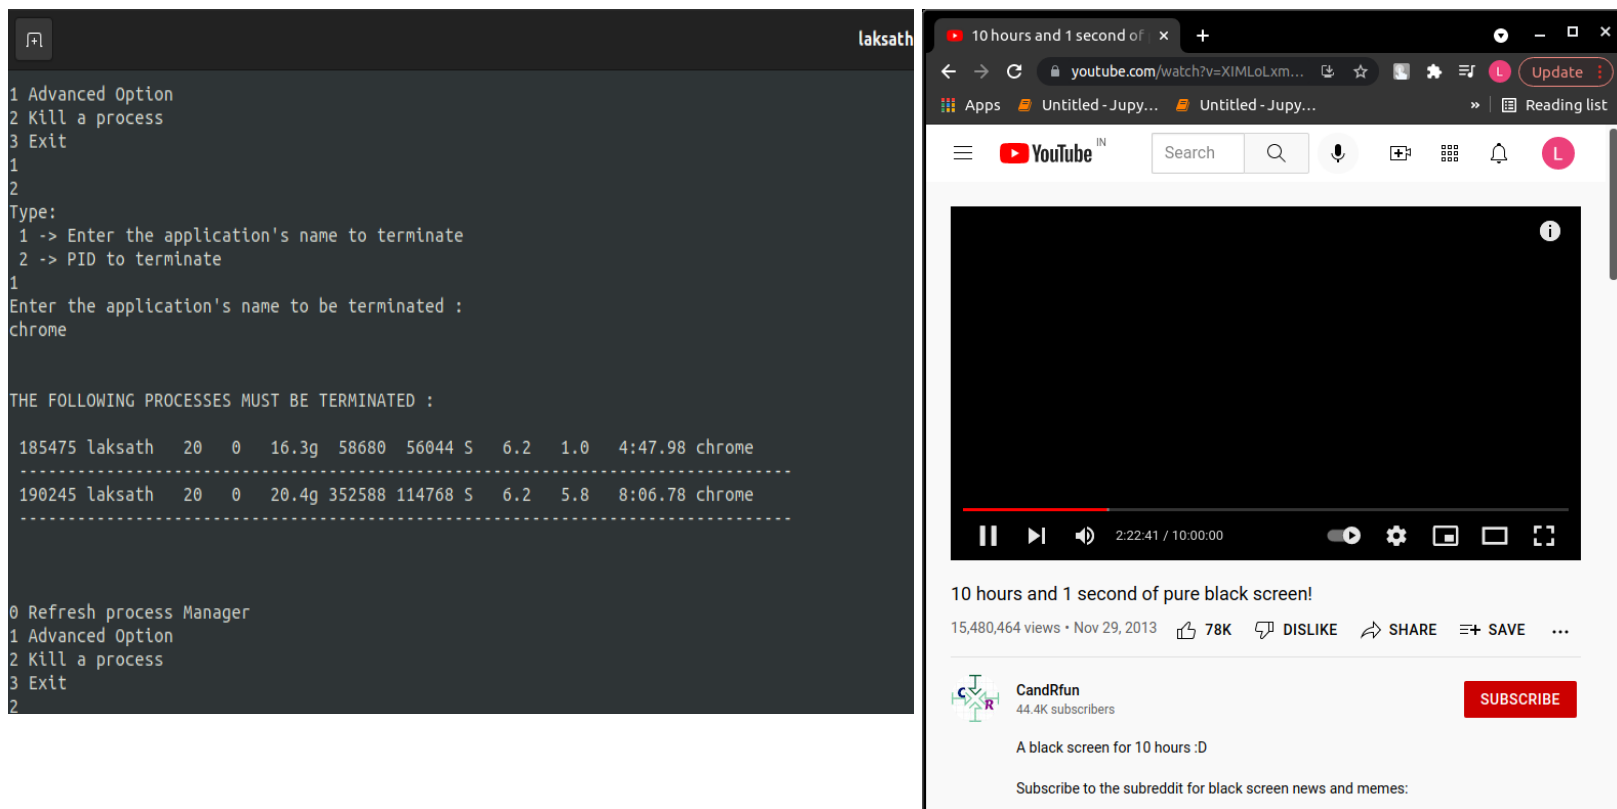 laksath
1 Advanced Option
2 Kill a process
3 Exit
1
2
Type:
1 -> Enter the application's name to terminate
2 -> PID to terminate
1
Enter the application's name to be terminated :
chrome
THE FOLLOWING PROCESSES MUST BE TERMINATED :
185475 laksath 20 0 16.3g 58680 56044 S 6.2 1.0 4:47.98 chrome
--------------------------------------------------------------------------------
190245 laksath 20 0 20.4g 352588 114768 S 6.2 5.8 8:06.78 chrome
--------------------------------------------------------------------------------
0 Refresh process Manager
1 Advanced Option
2 Kill a process
3 Exit
2
10 hours and 1 second of
youtube.com/watch?v=XIMLoLxm...
L
Update
Apps
Untitled - Jupy...
Untitled - Jupy...
»
Reading list
YouTube IN
Search
L
2:22:41 / 10:00:00
10 hours and 1 second of pure black screen!
15,480,464 views • Nov 29, 2013
78K
DISLIKE
SHARE
SAVE
...
C R
CandRfun
44.4K subscribers
SUBSCRIBE
A black screen for 10 hours :D
Subscribe to the subreddit for black screen news and memes: